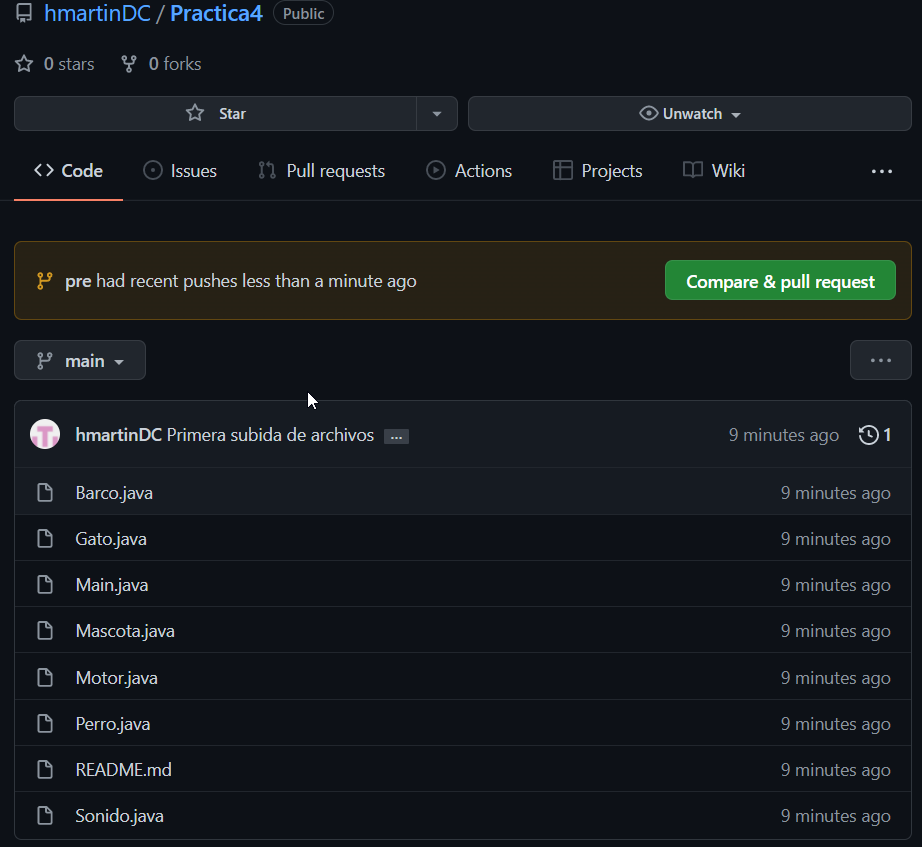 hmartinDC / Practica4 Public
0 stars 0 forks
Star Unwatch
Code Issues Pull requests Actions Projects Wiki ...
pre had recent pushes less than a minute ago Compare & pull request
main ...
hmartinDC Primera subida de archivos ... 9 minutes ago 1
Barco.java 9 minutes ago
Gato.java 9 minutes ago
Main.java 9 minutes ago
Mascota.java 9 minutes ago
Motor.java 9 minutes ago
Perro.java 9 minutes ago
README.md 9 minutes ago
Sonido.java 9 minutes ago